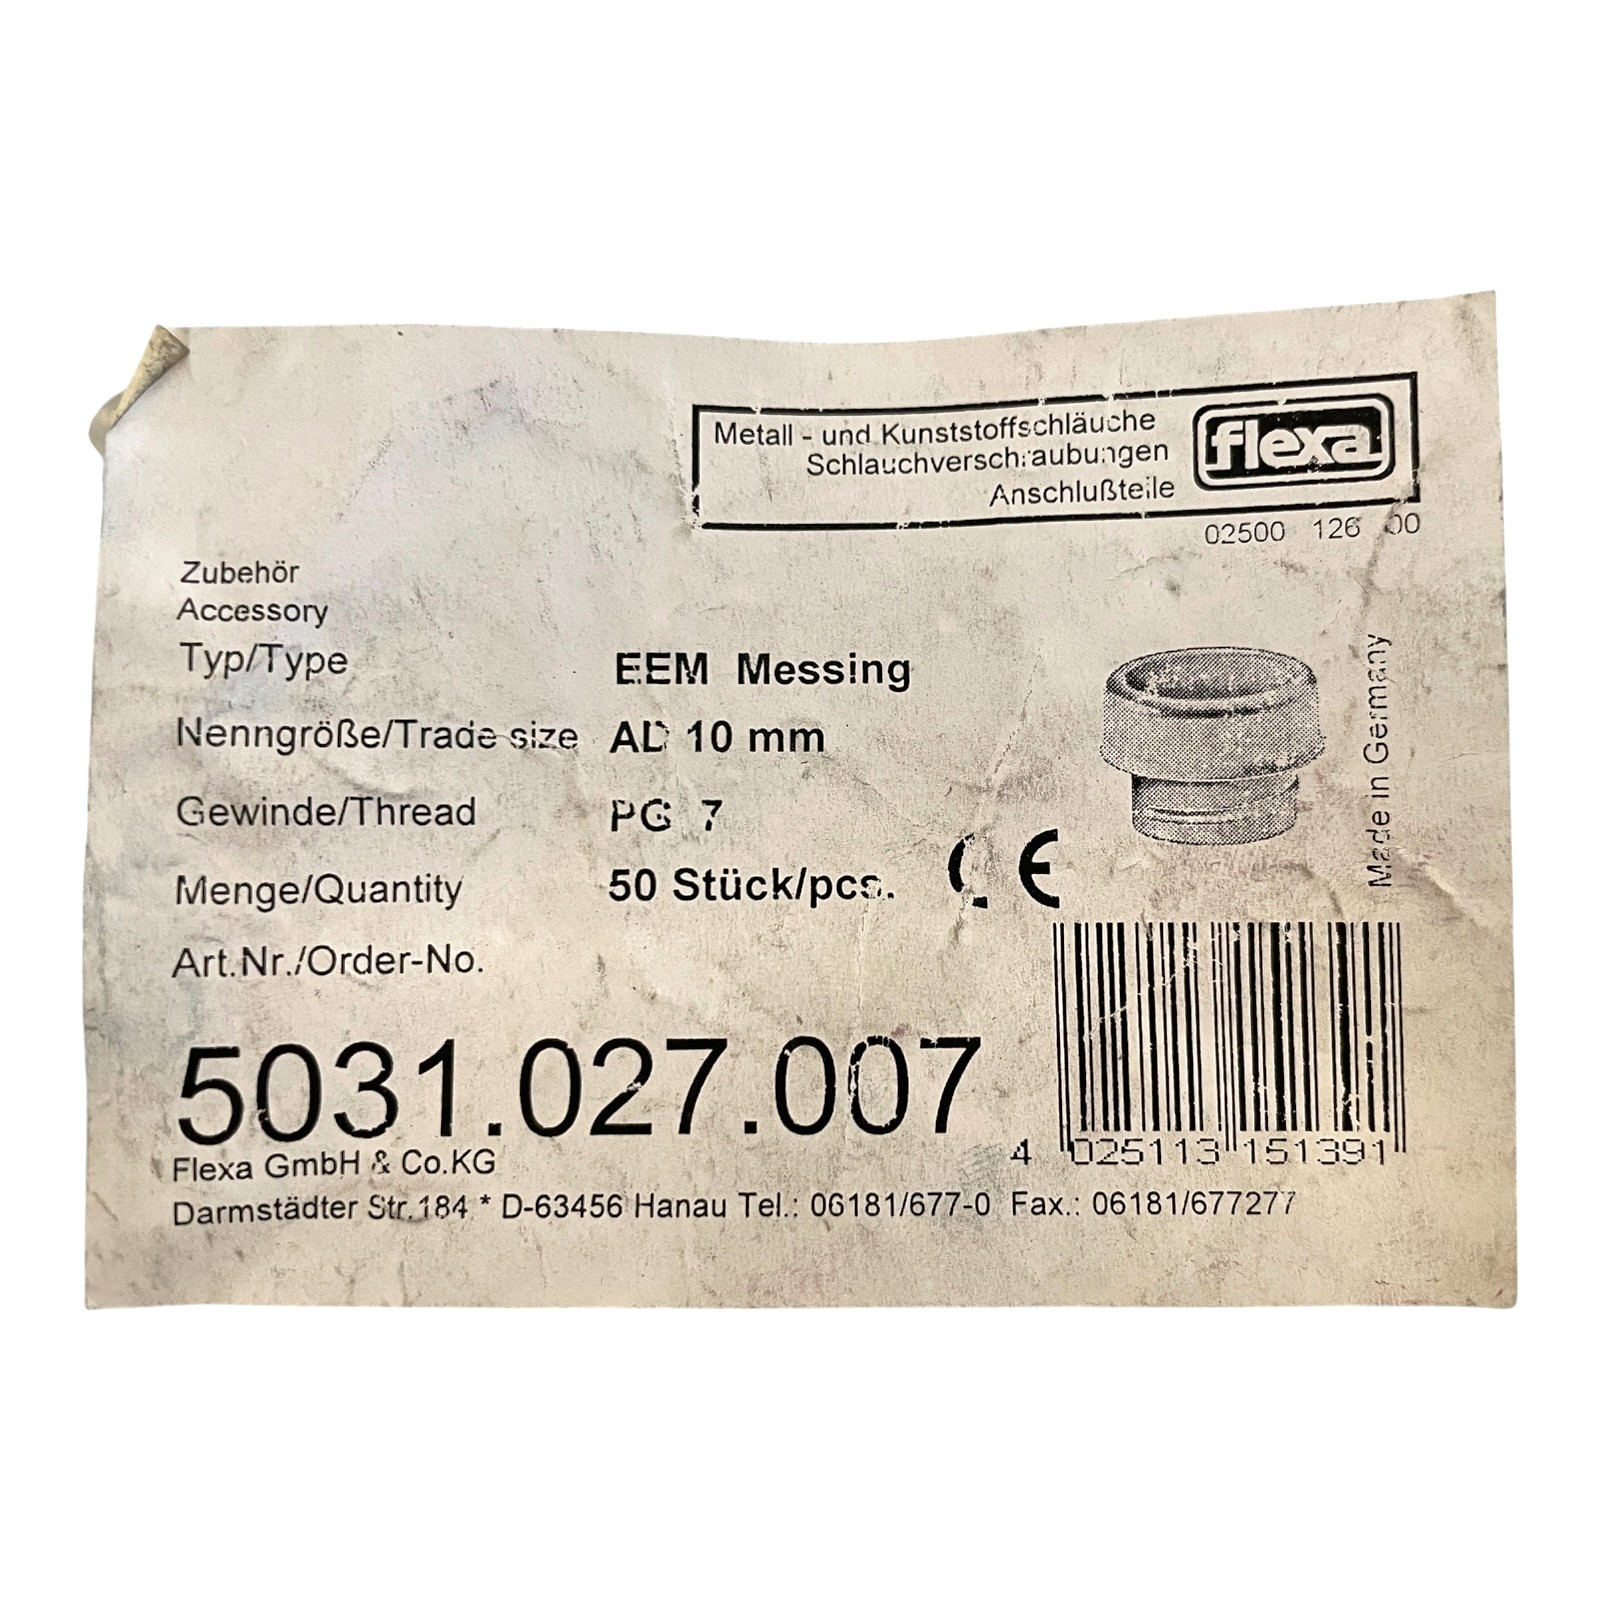 Metall - und Kunststoffschläuche
Schlauchverschraubungen
Anschlußteile
flexa
02500 126 00
Zubehör
Accessory
Typ/Type EEM Messing
Nenngröße/Trade size AD 10 mm
Gewinde/Thread PG 7
Menge/Quantity 50 Stück/pcs.
CE
Made in Germany
Art.Nr./Order-No.
5031.027.007
4 025113 151391
Flexa GmbH & Co.KG
Darmstädter Str.184 * D-63456 Hanau Tel.: 06181/677-0 Fax.: 06181/677277